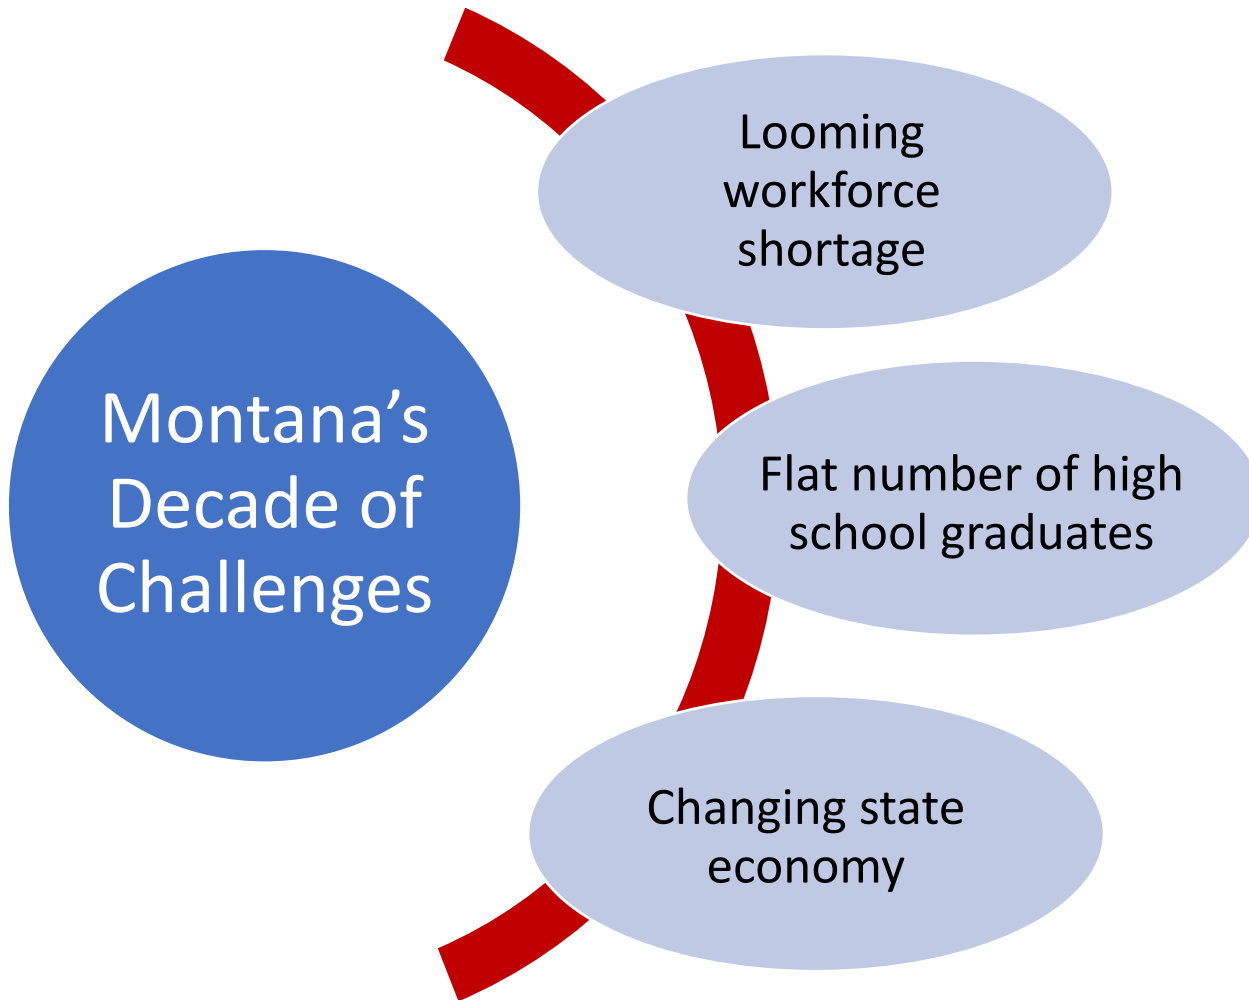 Montana’s
Decade of
Challenges
Looming
workforce
shortage
Flat number of high
school graduates
Changing state
economy